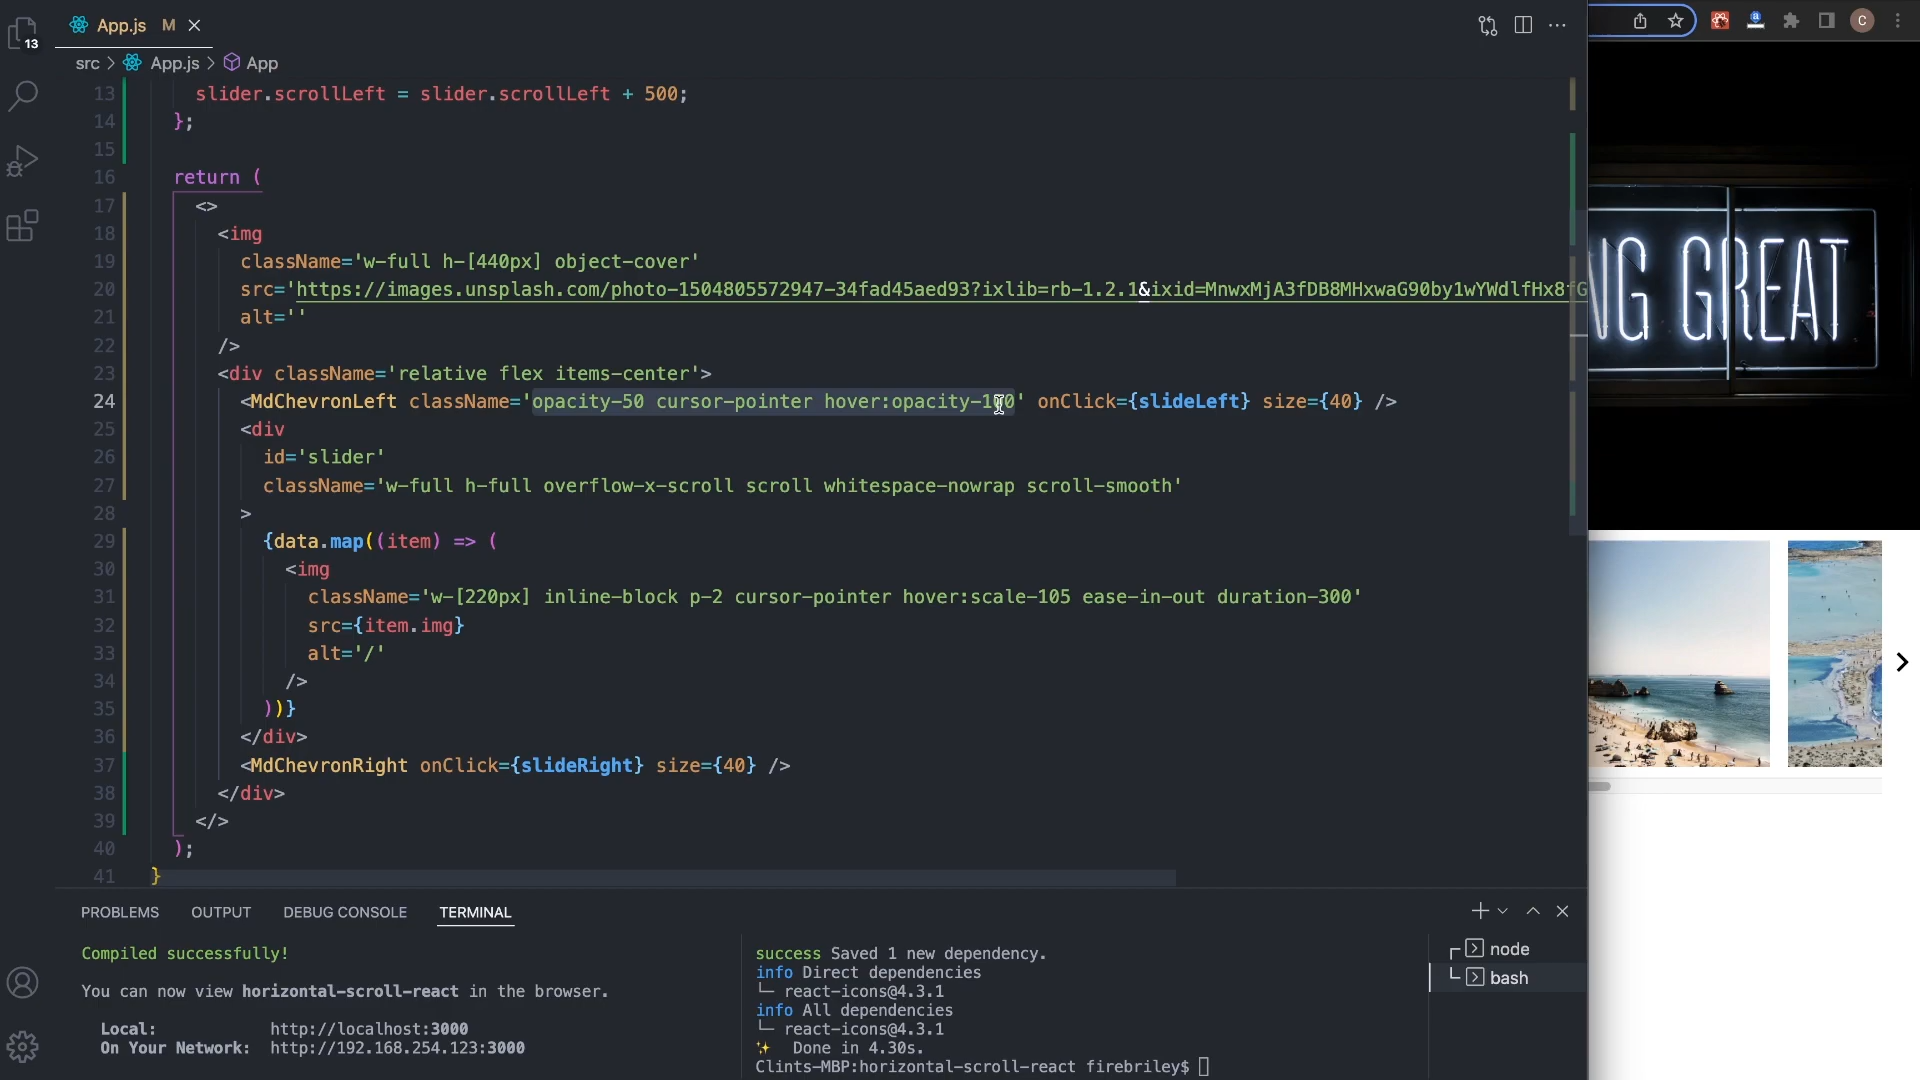 13
App.js M
C
src > App.js > App
13 slider.scrollLeft = slider.scrollLeft + 500;
14 };
15
16 return (
17 <>
18 <img
19 className='w-full h-[440px] object-cover'
20 src='https://images.unsplash.com/photo-1504805572947-34fad45aed93?ixlib=rb-1.2.1&ixid=MnwxMjA3fDB8MHxwaG90by1wYWdlfHx8fG
21 alt=''
22 />
23 <div className='relative flex items-center'>
24 <MdChevronLeft className='opacity-50 cursor-pointer hover:opacity-100' onClick={slideLeft} size={40} />
25 <div
26 id='slider'
27 className='w-full h-full overflow-x-scroll scroll whitespace-nowrap scroll-smooth'
28 >
29 {data.map((item) => (
30 <img
31 className='w-[220px] inline-block p-2 cursor-pointer hover:scale-105 ease-in-out duration-300'
32 src={item.img}
33 alt='/'
34 />
35 ))}
36 </div>
37 <MdChevronRight onClick={slideRight} size={40} />
38 </div>
39 </>
40 );
41 }
NG GREAT
PROBLEMS OUTPUT DEBUG CONSOLE TERMINAL
Compiled successfully!
You can now view horizontal-scroll-react in the browser.
Local: http://localhost:3000
On Your Network: http://192.168.254.123:3000
success Saved 1 new dependency.
info Direct dependencies
└─ react-icons@4.3.1
info All dependencies
└─ react-icons@4.3.1
✨ Done in 4.30s.
Clints-MBP:horizontal-scroll-react firebriley$
node
bash